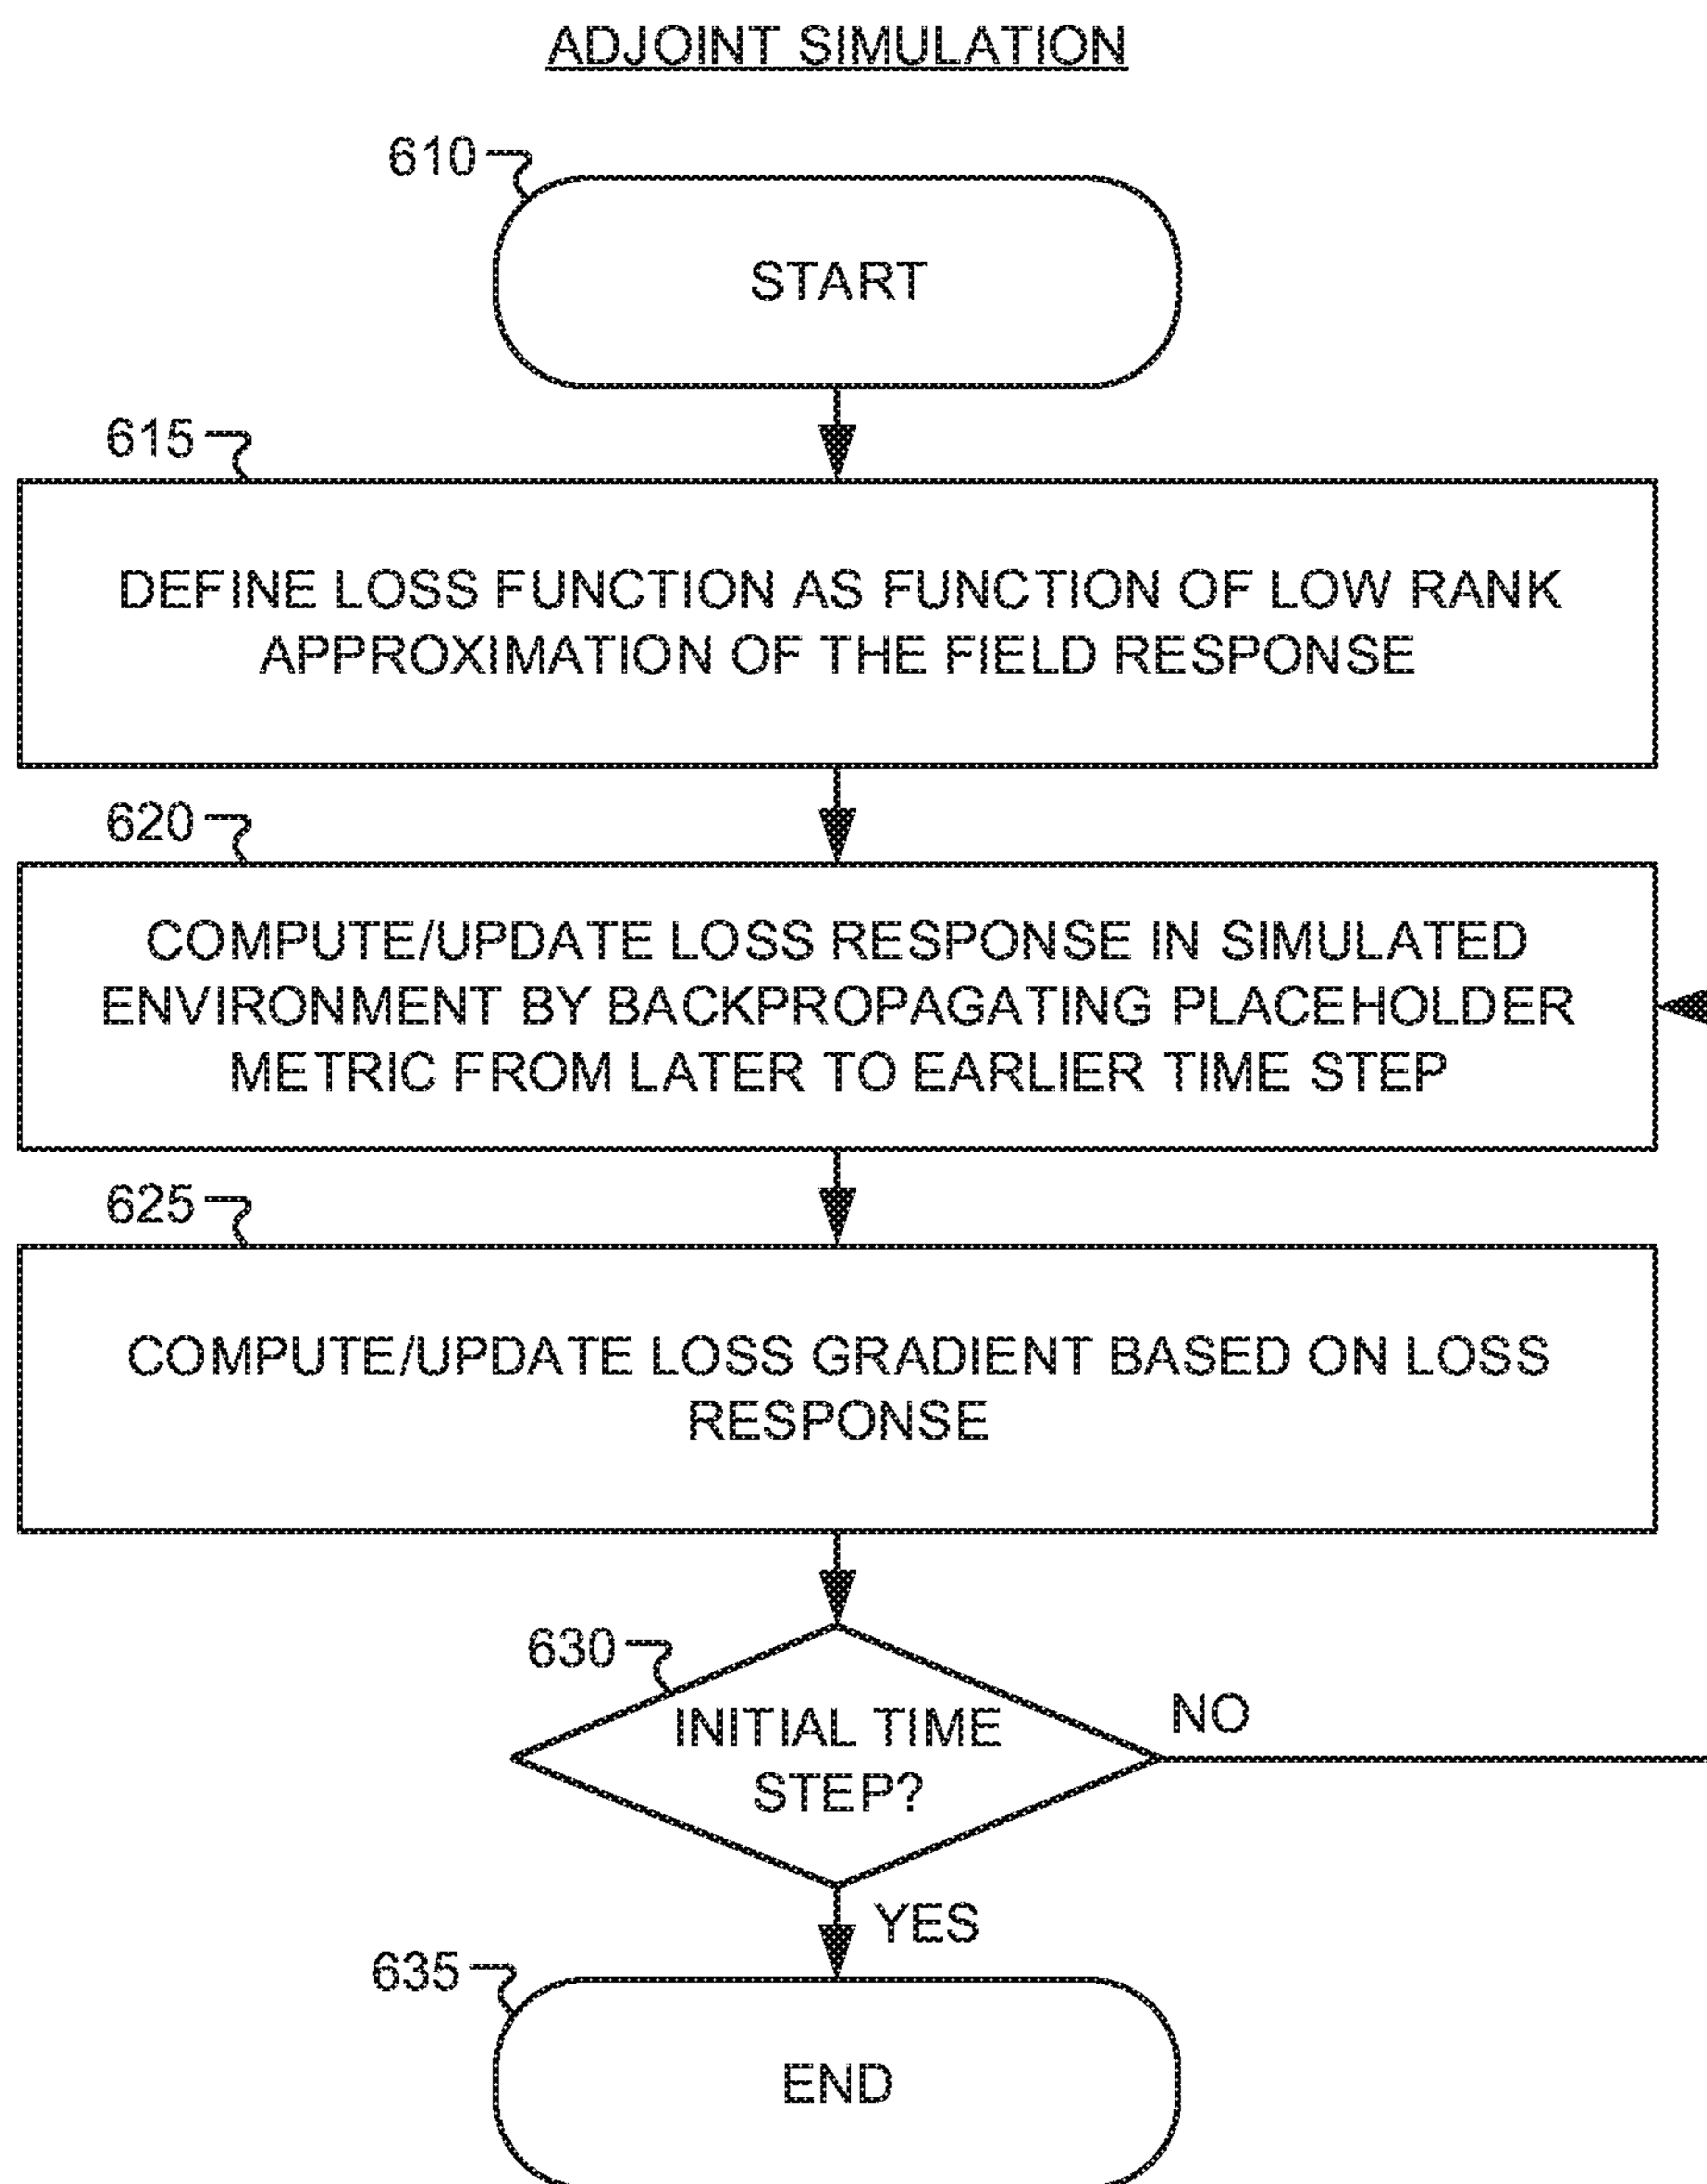 ADJOINT SIMULATION
610
START
615
DEFINE LOSS FUNCTION AS FUNCTION OF LOW RANK
APPROXIMATION OF THE FIELD RESPONSE
620
COMPUTE/UPDATE LOSS RESPONSE IN SIMULATED
ENVIRONMENT BY BACKPROPAGATING PLACEHOLDER
METRIC FROM LATER TO EARLIER TIME STEP
625
COMPUTE/UPDATE LOSS GRADIENT BASED ON LOSS
RESPONSE
630
INITIAL TIME
STEP?
NO
YES
635
END